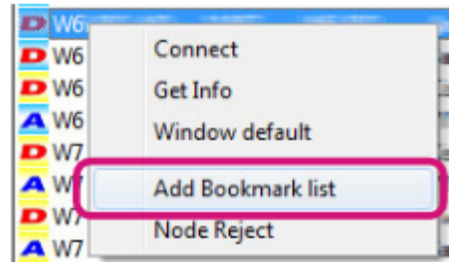 D W6
D W6
D W6
A W6
D W7
A W7
D W7
A W7
Connect
Get Info
Window default
Add Bookmark list
Node Reject